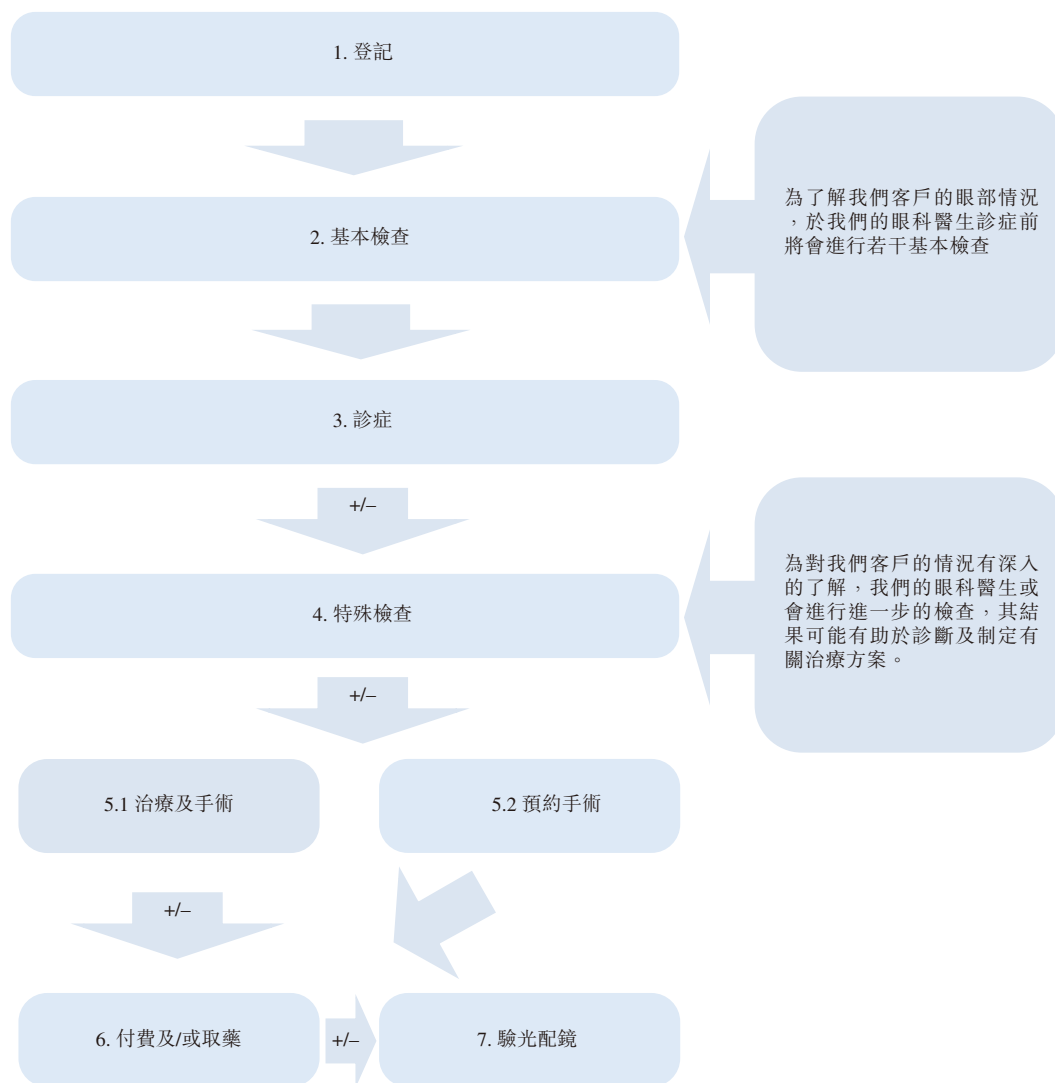 1. 登記
2. 基本檢查
為了解我們客戶的眼部情況
，於我們的眼科醫生診症前
將會進行若干基本檢查
3. 診症
+/–
4. 特殊檢查
為對我們客戶的情況有深入
的了解，我們的眼科醫生或
會進行進一步的檢查，其結
果可能有助於診斷及制定有
關治療方案。
+/–
5.1 治療及手術
5.2 預約手術
+/–
6. 付費及/或取藥
+/–
7. 驗光配鏡